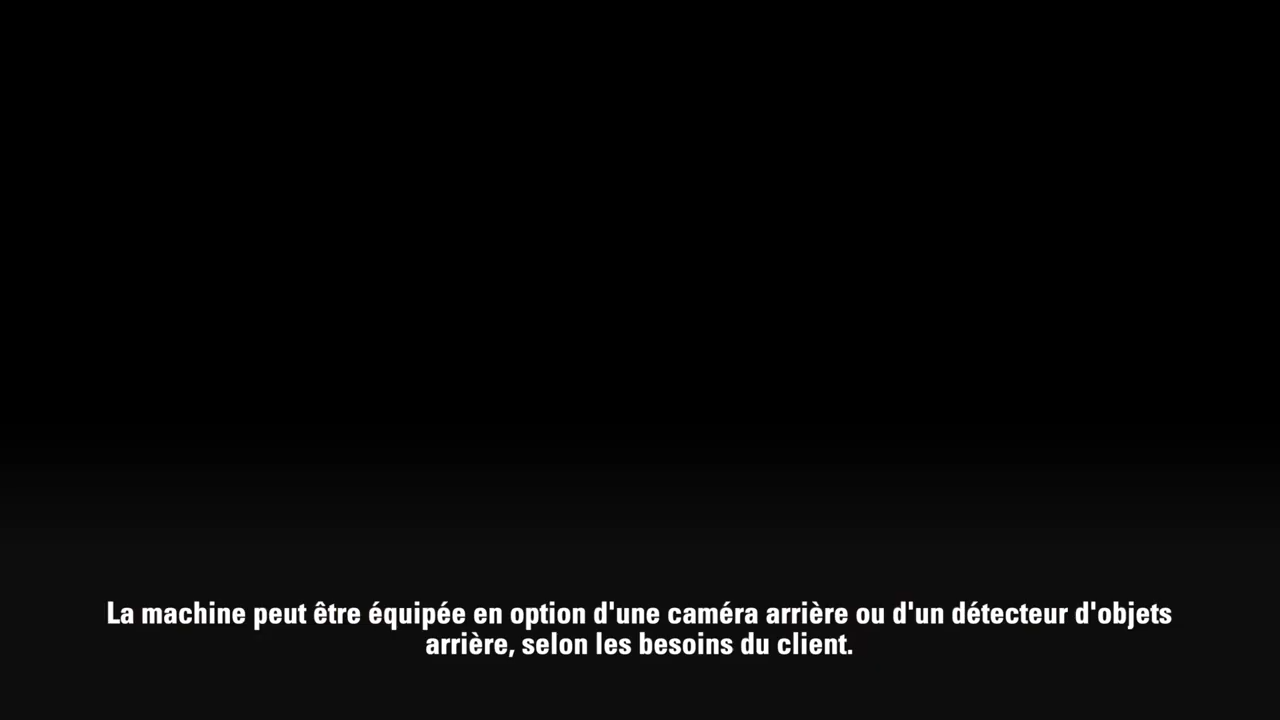 La machine peut être équipée en option d'une caméra arrière ou d'un détecteur d'objets
arrière, selon les besoins du client.